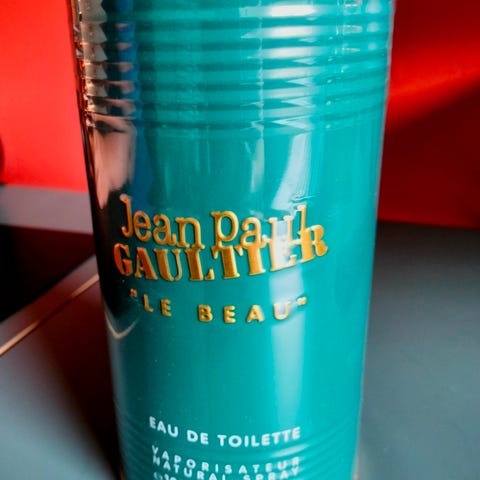 Jean Paul
GAULTIER
"LE BEAU"
EAU DE TOILETTE
VAPORISATEUR
NATURAL SPRAY